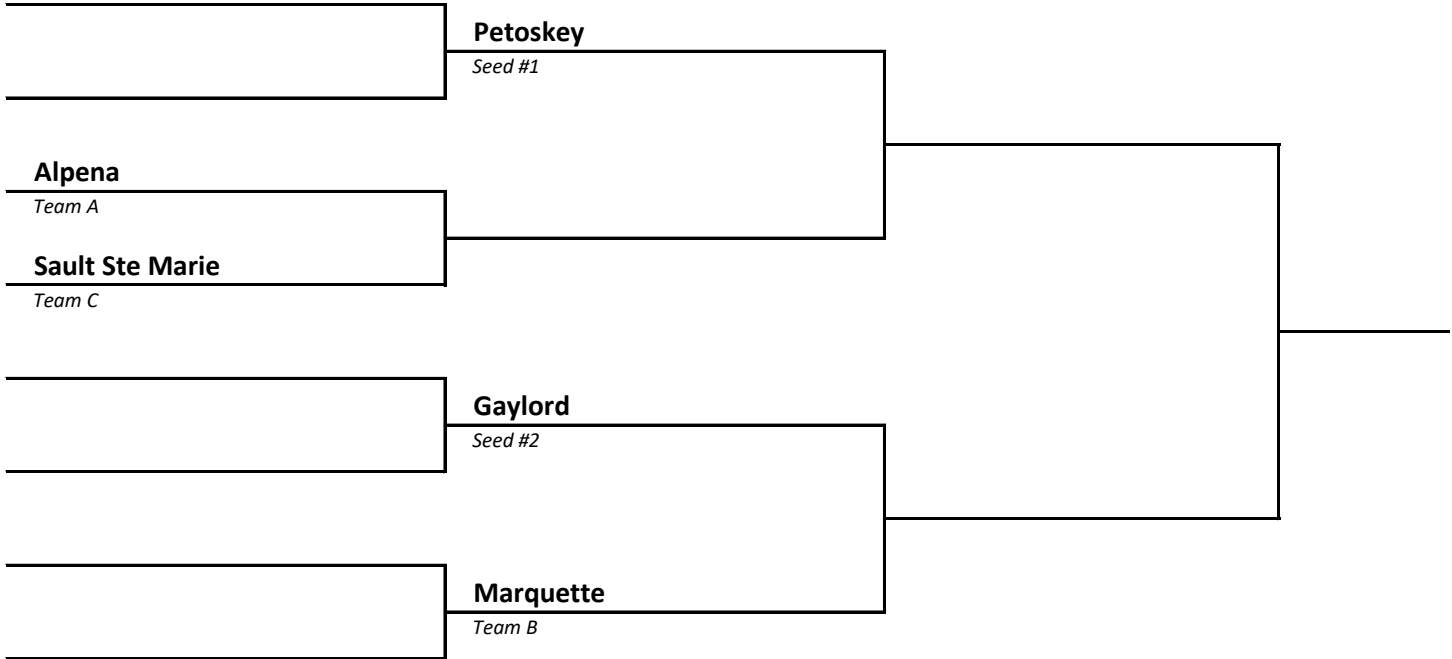 Petoskey
Seed #1
Alpena
Team A
Sault Ste Marie
Team C
Gaylord
Seed #2
Marquette
Team B